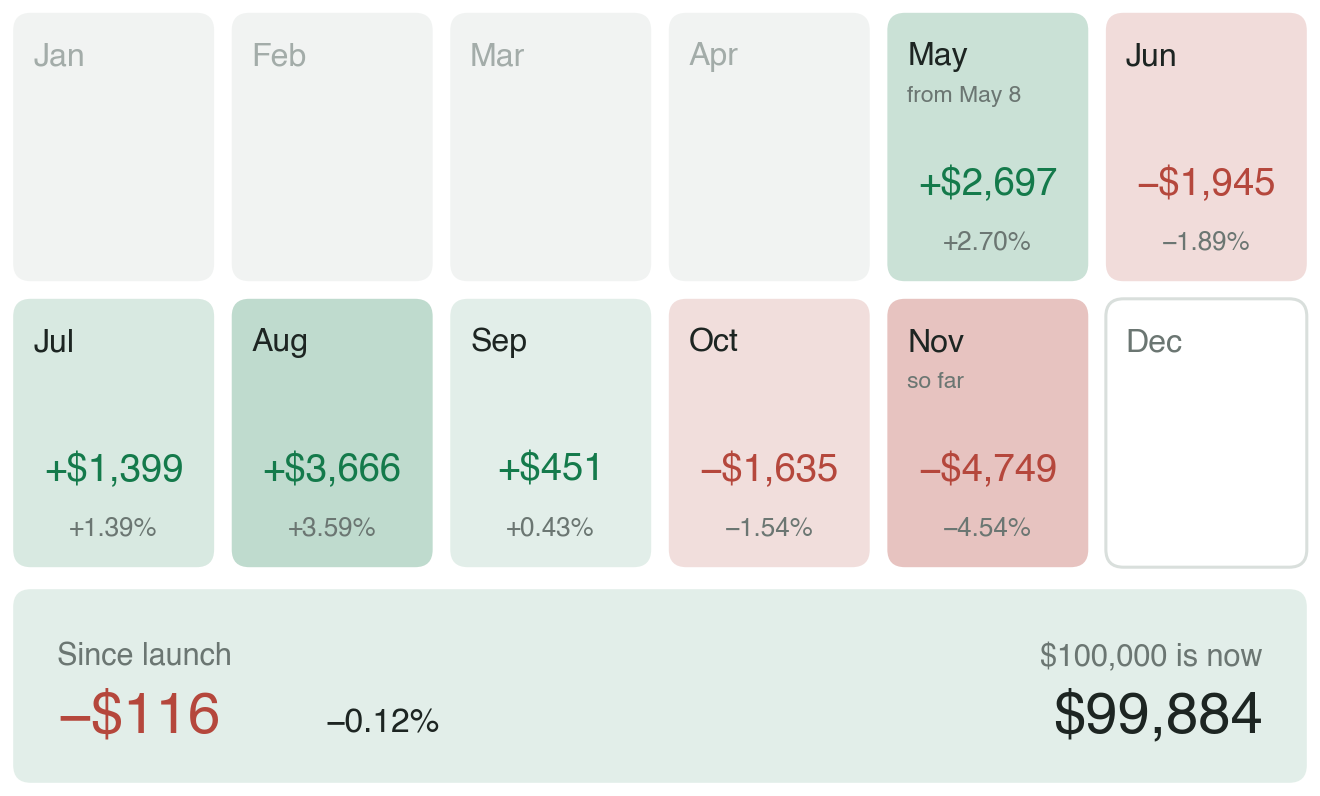 Jan
Feb
Mar
Apr
May
from May 8
+$2,697
+2.70%
Jun
–$1,945
–1.89%
Jul
+$1,399
+1.39%
Aug
+$3,666
+3.59%
Sep
+$451
+0.43%
Oct
–$1,635
–1.54%
Nov
so far
–$4,749
–4.54%
Dec
Since launch
–$116
–0.12%
$100,000 is now
$99,884